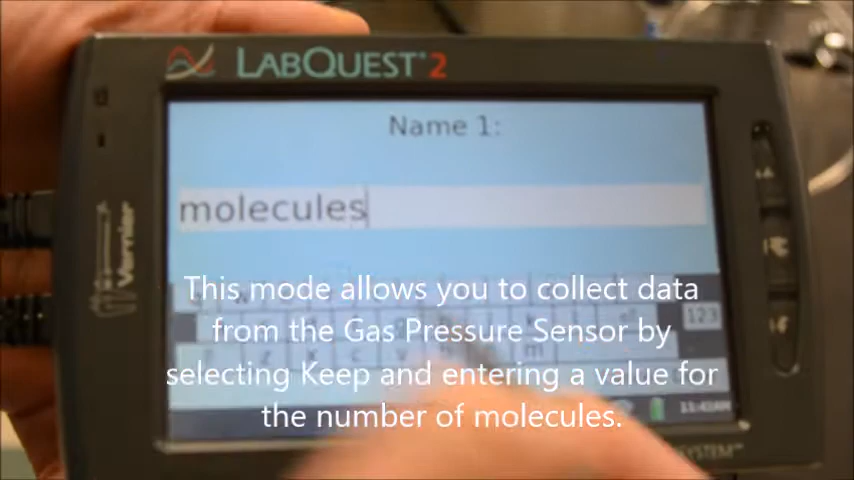 LABQUEST® 2
Name 1:
molecules
Vernier
This mode allows you to collect data
from the Gas Pressure Sensor by
selecting Keep and entering a value for
the number of molecules.
123